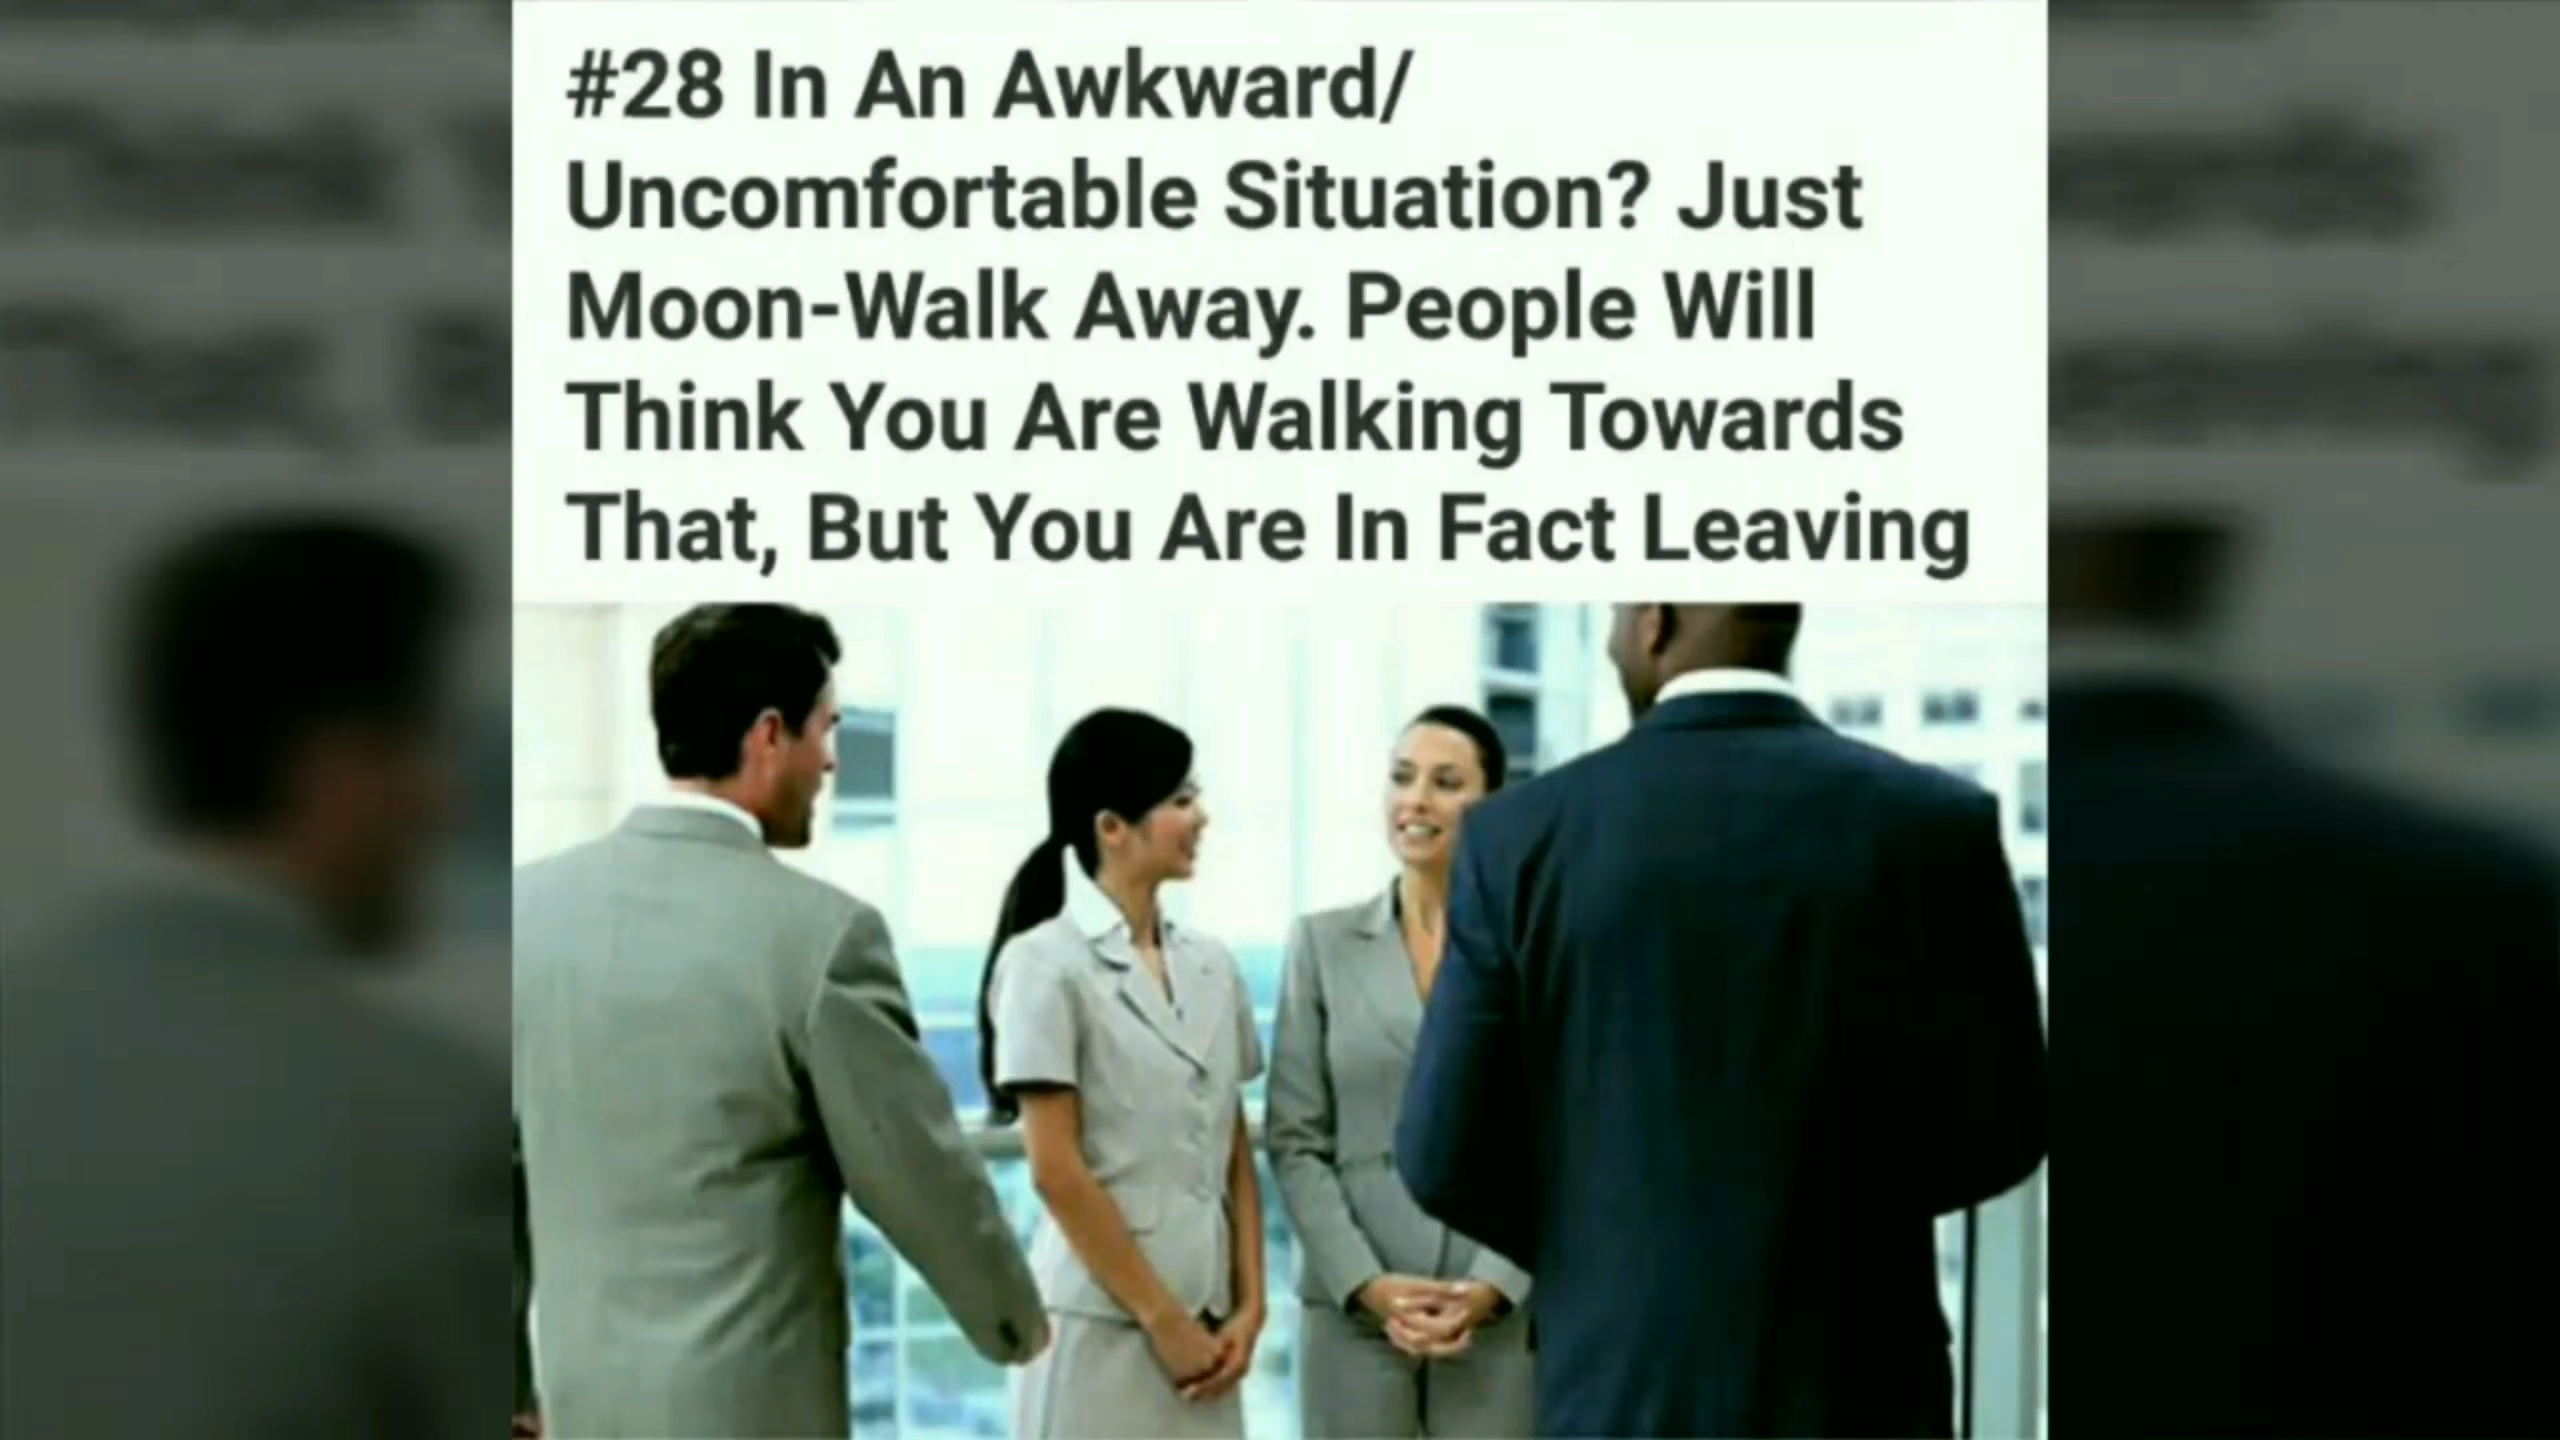 #28 In An Awkward/
Uncomfortable Situation? Just
Moon-Walk Away. People Will
Think You Are Walking Towards
That, But You Are In Fact Leaving